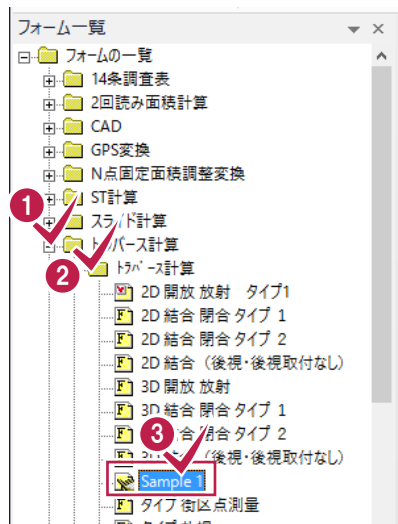 フォーム一覧
フォームの一覧
14条調査表
2回読み面積計算
CAD
GPS変換
N点固定面積調整変換
ST計算
1
スライド計算
トラバース計算
2
トラバース計算
2D 開放 放射 タイプ1
2D 結合 閉合 タイプ 1
2D 結合 閉合 タイプ 2
2D 結合（後視・後視取付なし）
3D 開放 放射
3D 結合 閉合 タイプ 1
3
結合 閉合 タイプ 2
（後視・後視取付なし）
Sample 1
タイプ 街区点測量